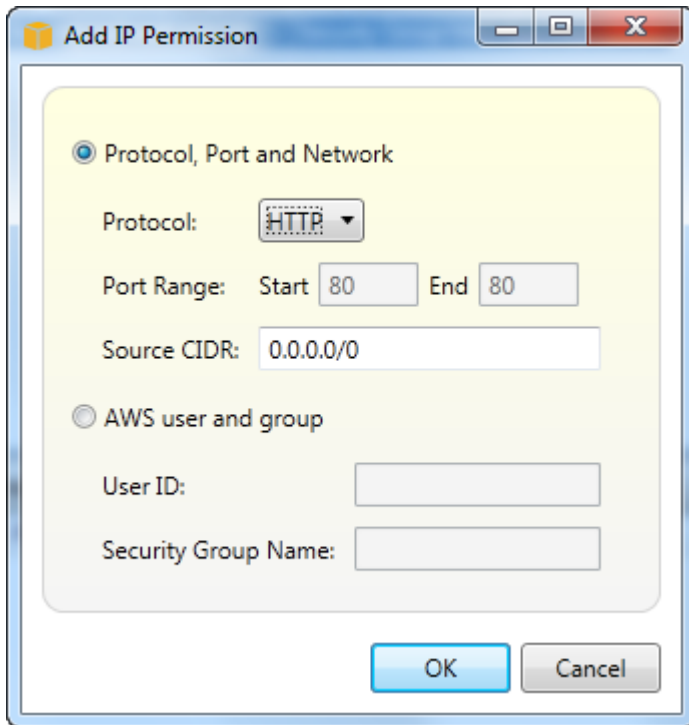 Add IP Permission
Protocol, Port and Network
Protocol: HTTP
Port Range: Start 80 End 80
Source CIDR: 0.0.0.0/0
AWS user and group
User ID:
Security Group Name:
OK Cancel